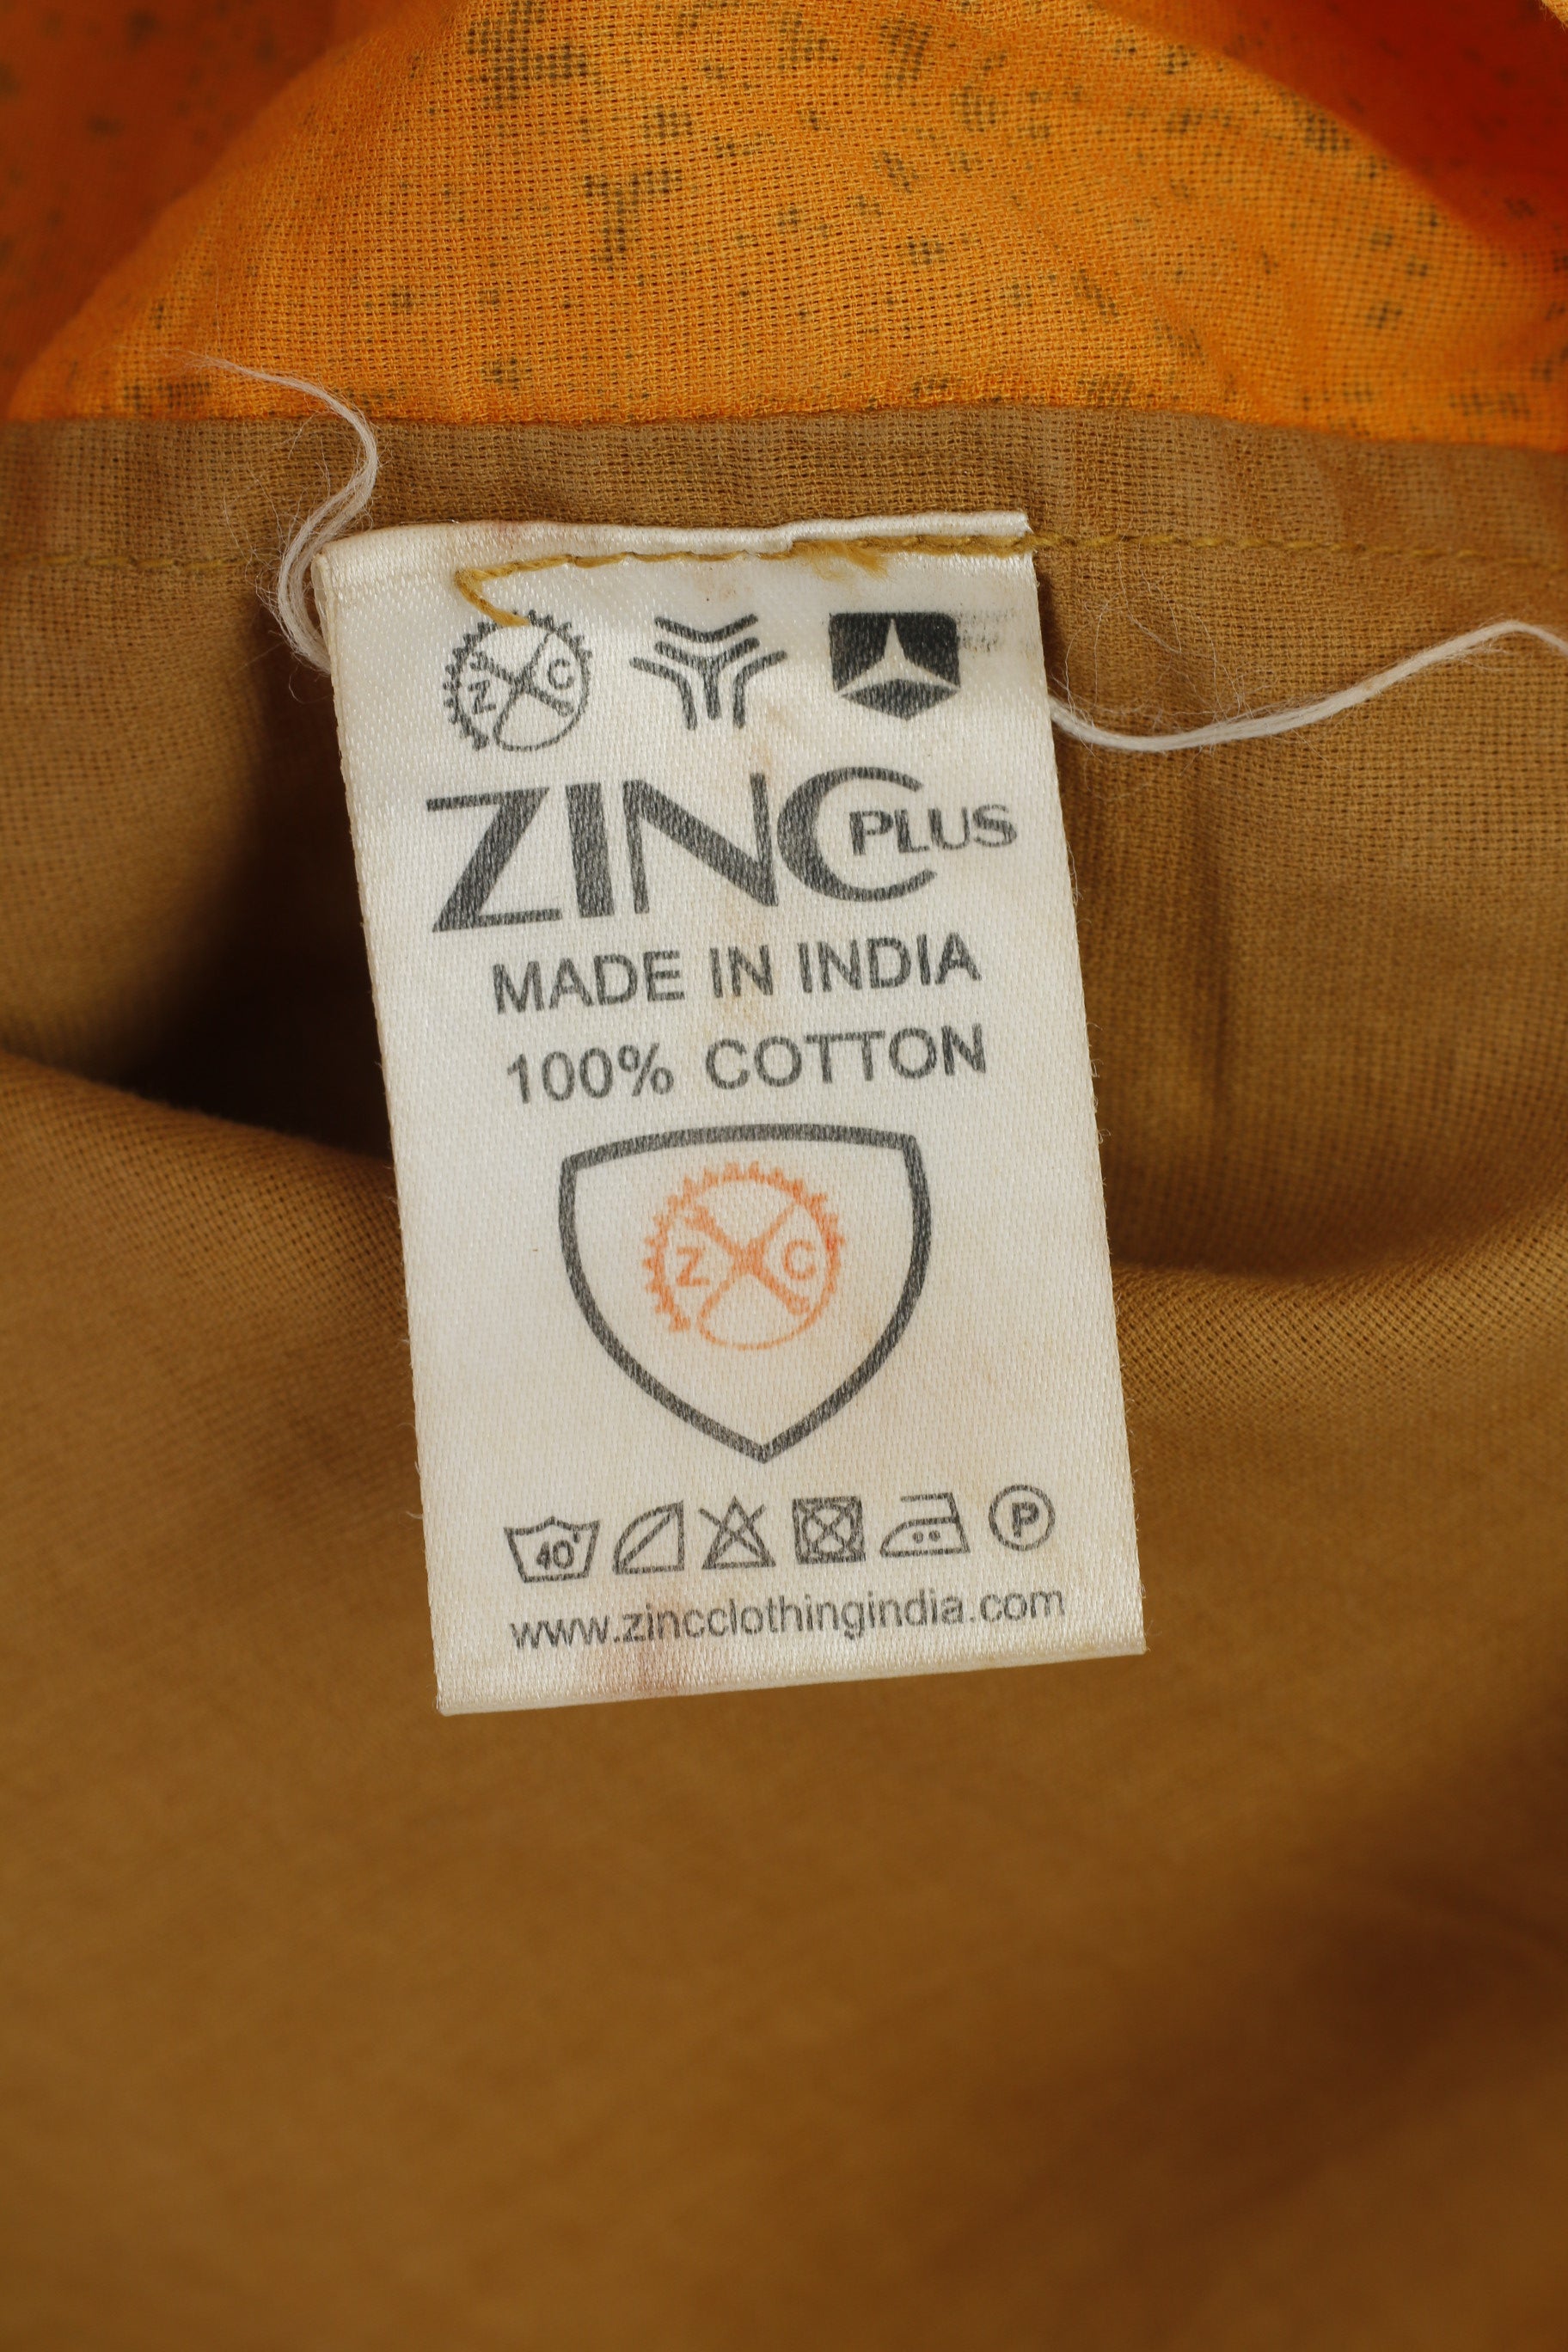 Z C
ZINC PLUS
MADE IN INDIA
100% COTTON
Z C
40° P
www.zincclothingindia.com